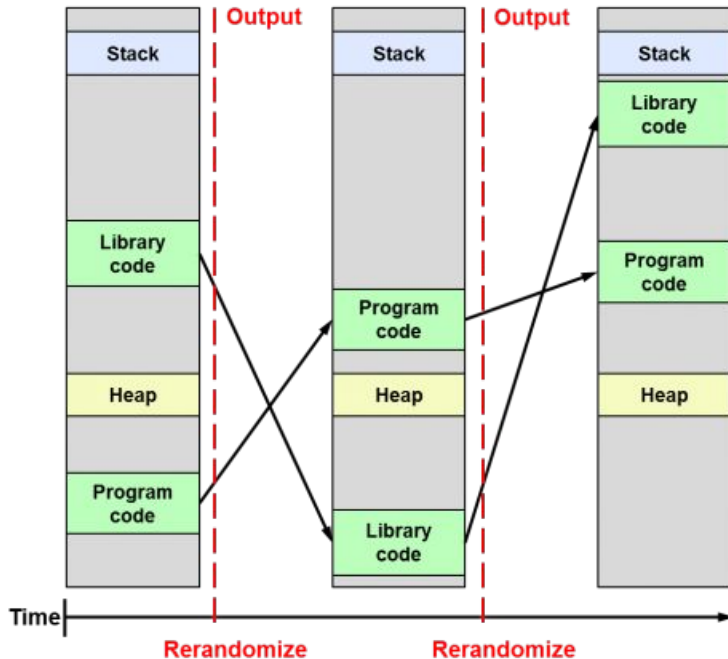 Output
Output
Stack
Stack
Stack
Library
code
Library
code
Program
code
Program
code
Heap
Heap
Heap
Program
code
Library
code
Time
Rerandomize
Rerandomize